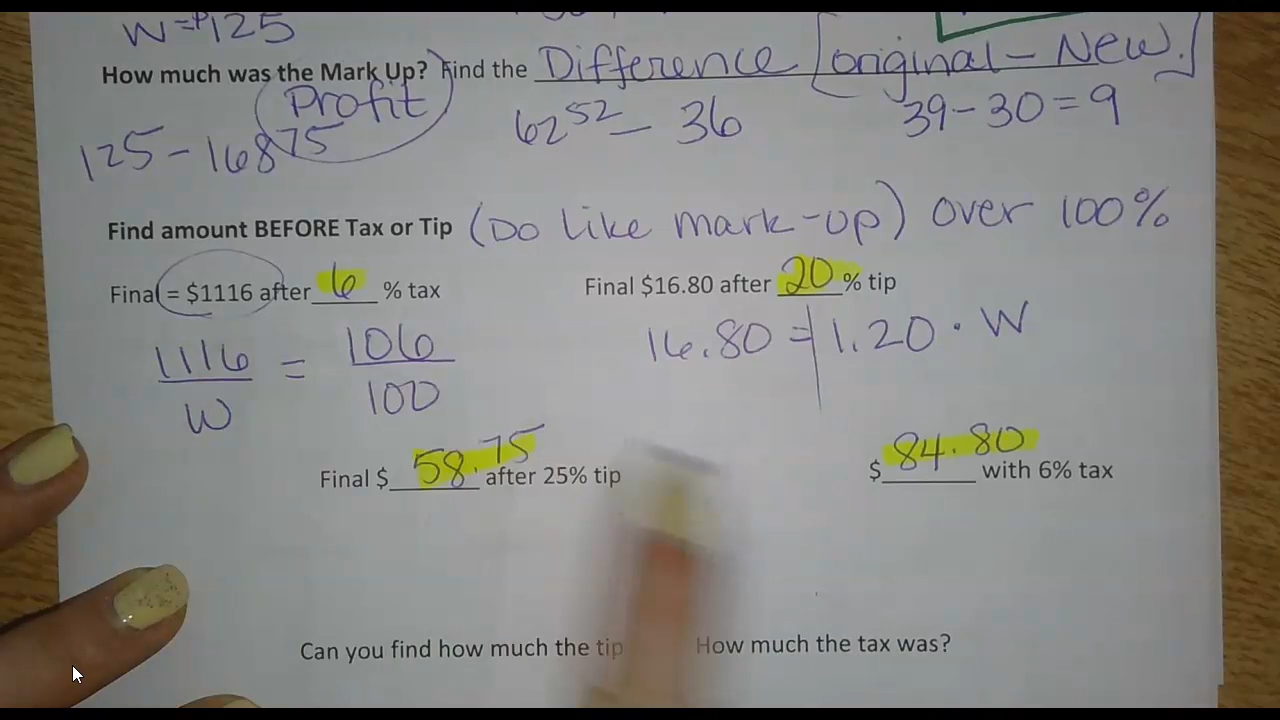 W = $125
How much was the Mark Up? Find the Difference [original - New.]
Profit
125 - 168 75
62 52 - 36
39 - 30 = 9
Find amount BEFORE Tax or Tip (Do like mark-up) over 100%
Final = $1116 after 6 % tax
Final $16.80 after 20 % tip
1116 / W = 106 / 100
16.80 = 1.20 · W
Final $ 58.75 after 25% tip
$ 84.80 with 6% tax
Can you find how much the tip
How much the tax was?